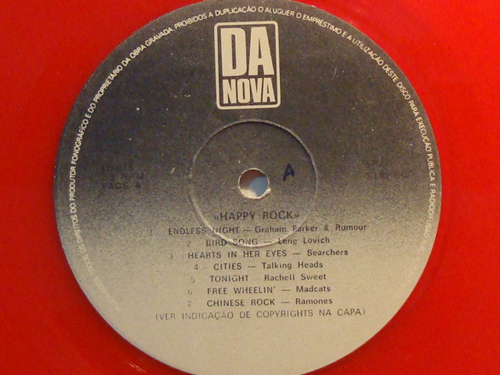 DIREITOS DO PRODUTOR FONOGRÁFICO E DO PROPRIETÁRIO DA OBRA GRAVADA, PROIBIDOS A DUPLICAÇÃO O ALUGUER O EMPRÉSTIMO E A UTILIZAÇÃO DESTE DISCO PARA EXECUÇÃO PÚBLICA E
DA
NOVA
RPM
FACE A
A
«HAPPY ROCK»
1 ENDLESS NIGHT — Graham Parker & Rumour
2 BIRD SONG — Lene Lovich
3 HEARTS IN HER EYES — Searchers
4 CITIES — Talking Heads
5 TONIGHT — Rachell Sweet
6 FREE WHEELIN' — Madcats
7 CHINESE ROCK — Ramones
(VER INDICAÇÃO DE COPYRIGHTS NA CAPA)